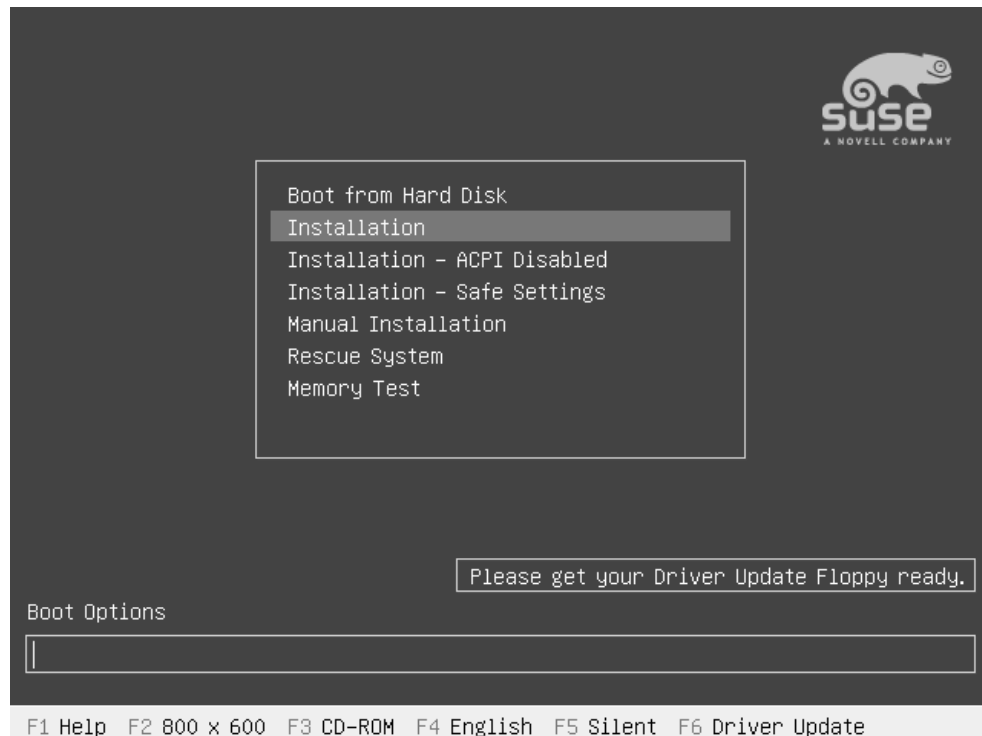 SUSE
A NOVELL COMPANY
Boot from Hard Disk
Installation
Installation – ACPI Disabled
Installation – Safe Settings
Manual Installation
Rescue System
Memory Test
Please get your Driver Update Floppy ready.
Boot Options
F1 Help F2 800 x 600 F3 CD-ROM F4 English F5 Silent F6 Driver Update